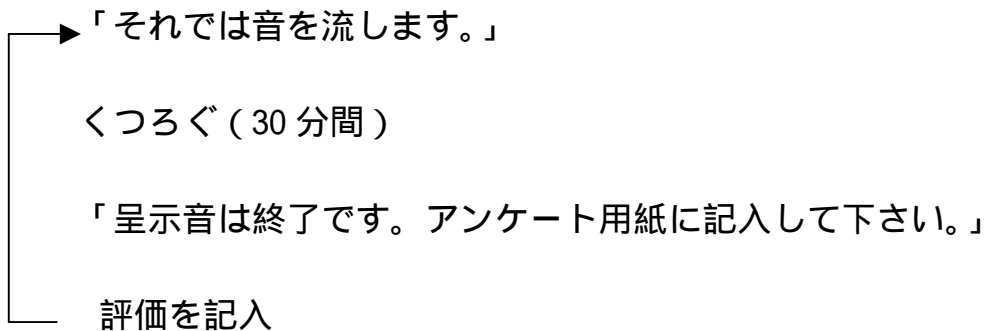 「それでは音を流します。」
くつろぐ（30 分間）
「呈示音は終了です。アンケート用紙に記入して下さい。」
評価を記入